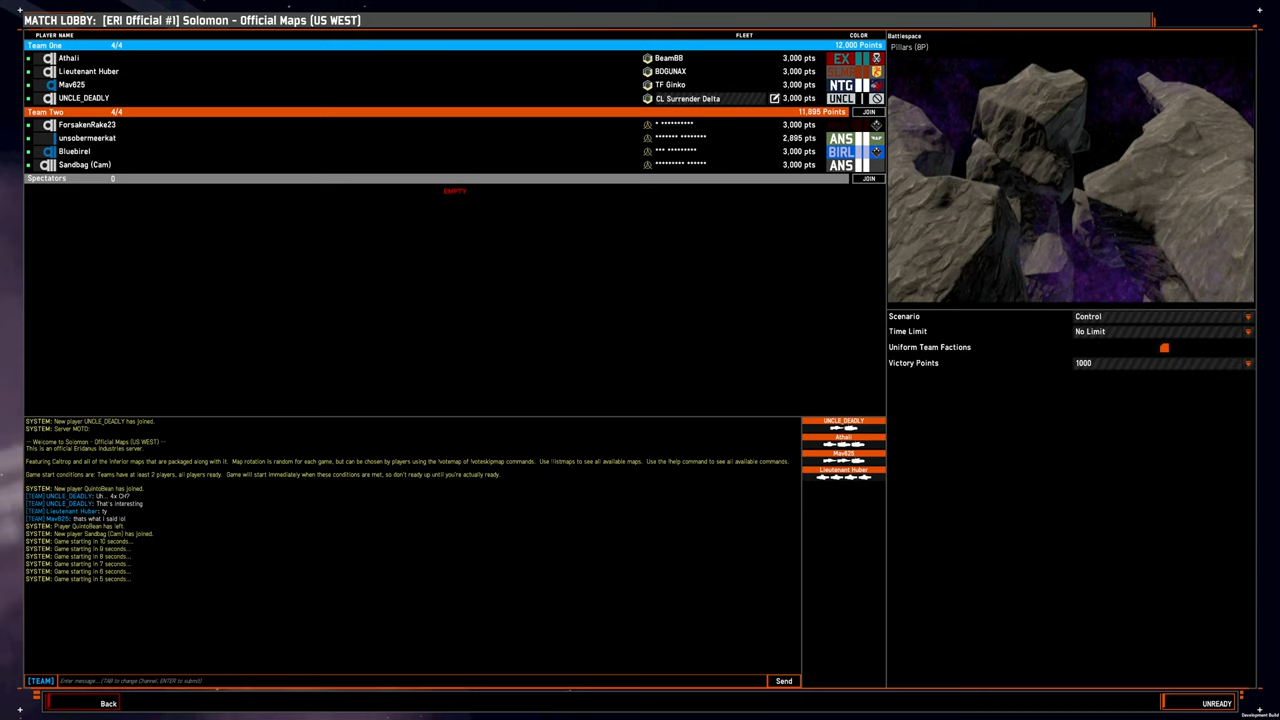 MATCH LOBBY: [ERI Official #1] Solomon - Official Maps (US WEST)
PLAYER NAME FLEET COLOR
Team One 4/4 12,000 Points
Athali BeamBB 3,000 pts EX
Lieutenant Huber BDGUNAX 3,000 pts
Mav625 TF Ginko 3,000 pts NTG
UNCLE_DEADLY CL Surrender Delta 3,000 pts UNCL
Team Two 4/4 11,895 Points JOIN
ForsakenRake23 * ********** 3,000 pts
unsobermeerkat ******* ******** 2,895 pts ANS
Bluebirel *** ********* 3,000 pts BIRL
Sandbag (Cam) ********* ****** 3,000 pts ANS
Spectators 0 JOIN
EMPTY
Battlespace
Pillars (8P)
Scenario Control
Time Limit No Limit
Uniform Team Factions
Victory Points 1000
SYSTEM: New player UNCLE_DEADLY has joined.
SYSTEM: Server MOTD:
-- Welcome to Solomon - Official Maps (US WEST) --
This is an official Eridanus Industries server.
Featuring Caltrop and all of the inferior maps that are packaged along with it. Map rotation is random for each game, but can be chosen by players using the !votemap of !voteskipmap commands. Use !listmaps to see all available maps. Use the !help command to see all available commands.
Game start conditions are: Teams have at least 2 players, all players ready. Game will start immediately when these conditions are met, so don't ready up until you're actually ready.
SYSTEM: New player QuintoBean has joined.
[TEAM] UNCLE_DEADLY: Uh... 4x CH?
[TEAM] UNCLE_DEADLY: That's interesting
[TEAM] Lieutenant Huber: ty
[TEAM] Mav625: thats what I said lol
SYSTEM: Player QuintoBean has left.
SYSTEM: New player Sandbag (Cam) has joined.
SYSTEM: Game starting in 10 seconds...
SYSTEM: Game starting in 9 seconds...
SYSTEM: Game starting in 8 seconds...
SYSTEM: Game starting in 7 seconds...
SYSTEM: Game starting in 6 seconds...
SYSTEM: Game starting in 5 seconds...
UNCLE_DEADLY
Athali
Mav625
Lieutenant Huber
[TEAM] Enter message... (TAB to change Channel, ENTER to submit) Send
Back UNREADY
Development Build